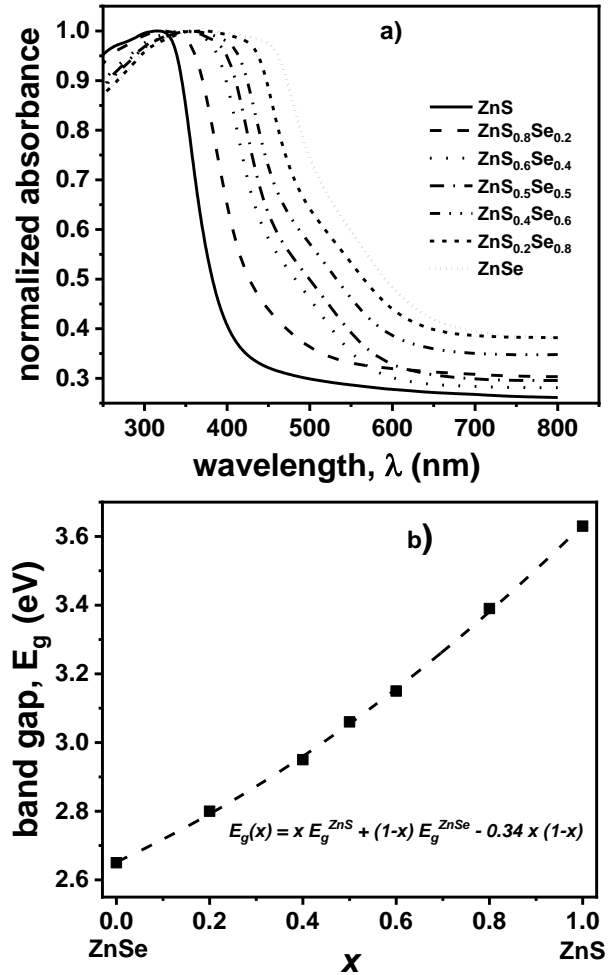 a)
1.0
0.9
0.8
0.7
0.6
0.5
0.4
0.3
normalized absorbance
ZnS
ZnS0.8Se0.2
ZnS0.6Se0.4
ZnS0.5Se0.5
ZnS0.4Se0.6
ZnS0.2Se0.8
ZnSe
300 400 500 600 700 800
wavelength, λ (nm)
b)
3.6
3.4
3.2
3.0
2.8
2.6
band gap, Eg (eV)
Eg(x) = x Eg^ZnS + (1-x) Eg^ZnSe - 0.34 x (1-x)
0.0 0.2 0.4 0.6 0.8 1.0
ZnSe ZnS
x